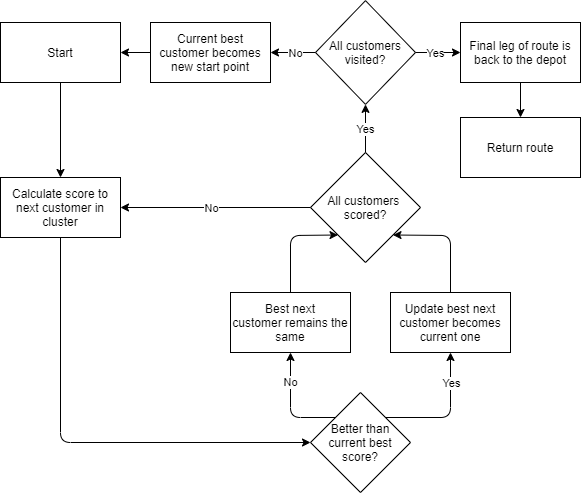 Start
Current best
customer becomes
new start point
No
All customers
visited?
Yes
Final leg of route is
back to the depot
Return route
Yes
Calculate score to
next customer in
cluster
No
All customers
scored?
Best next
customer remains the
same
Update best next
customer becomes
current one
No
Yes
Better than
current best
score?